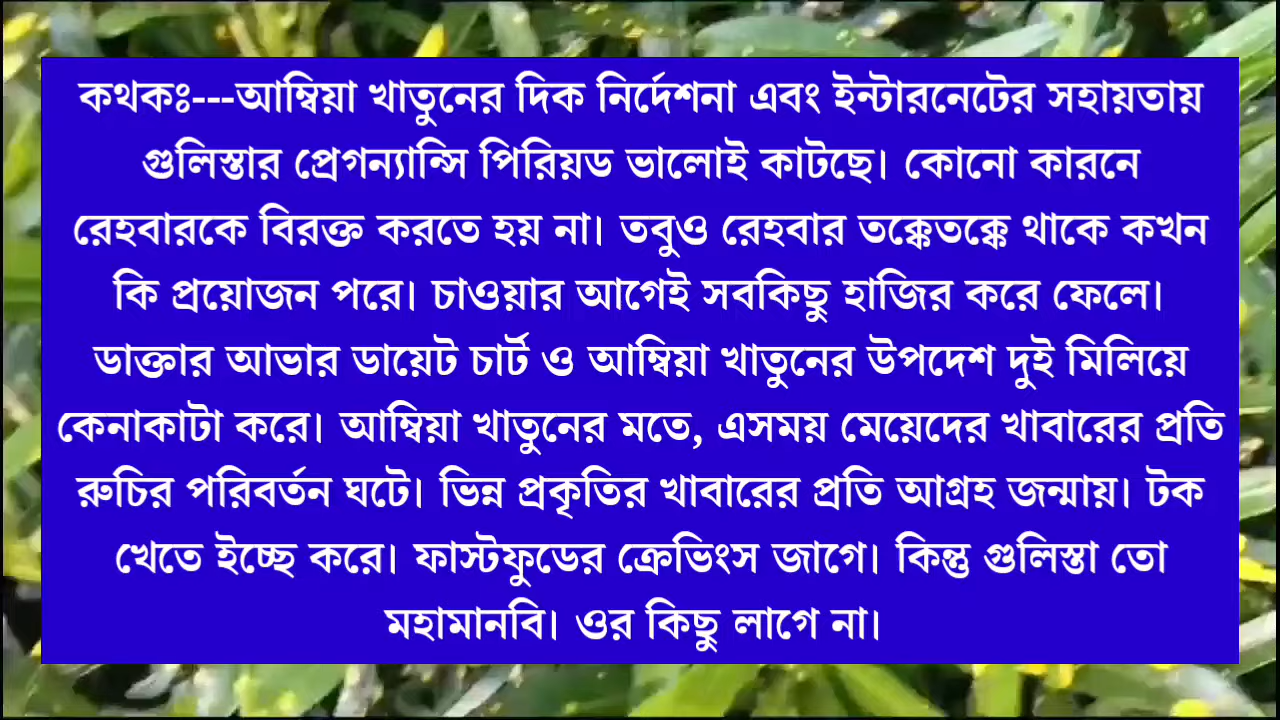 কথকঃ---আম্বিয়া খাতুনের দিক নির্দেশনা এবং ইন্টারনেটের সহায়তায়
গুলিস্তার প্রেগন্যান্সি পিরিয়ড ভালোই কাটছে। কোনো কারনে
রেহবারকে বিরক্ত করতে হয় না। তবুও রেহবার তক্কেতক্কে থাকে কখন
কি প্রয়োজন পরে। চাওয়ার আগেই সবকিছু হাজির করে ফেলে।
ডাক্তার আভার ডায়েট চার্ট ও আম্বিয়া খাতুনের উপদেশ দুই মিলিয়ে
কেনাকাটা করে। আম্বিয়া খাতুনের মতে, এসময় মেয়েদের খাবারের প্রতি
রুচির পরিবর্তন ঘটে। ভিন্ন প্রকৃতির খাবারের প্রতি আগ্রহ জন্মায়। টক
খেতে ইচ্ছে করে। ফাস্টফুডের ক্রেভিংস জাগে। কিন্তু গুলিস্তা তো
মহামানবি। ওর কিছু লাগে না।